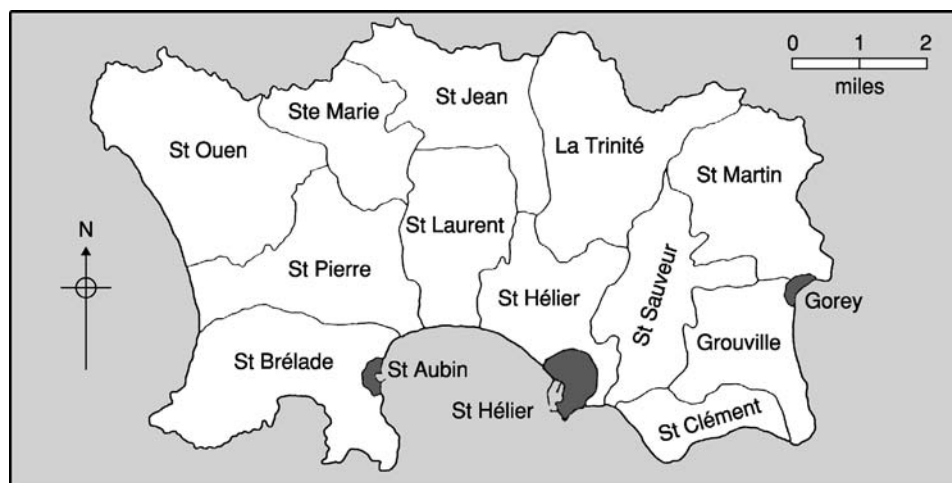 0 1 2
miles
St Jean
Ste Marie
La Trinité
St Ouen
St Martin
N
St Laurent
St Pierre
St Hélier
St Sauveur
Gorey
Grouville
St Brélade
St Aubin
St Hélier
St Clément